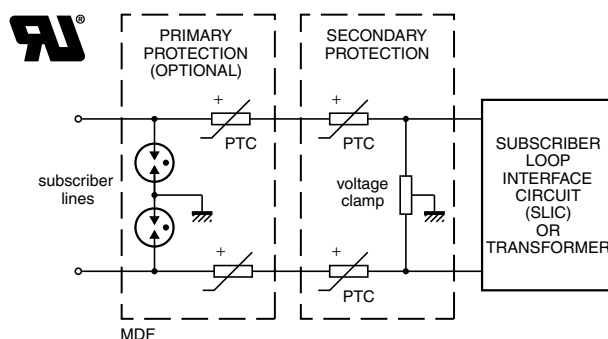 PRIMARY
PROTECTION
(OPTIONAL)
SECONDARY
PROTECTION
+
PTC
+
PTC
subscriber
lines
voltage
clamp
SUBSCRIBER
LOOP
INTERFACE
CIRCUIT
(SLIC)
OR
TRANSFORMER
+
+
PTC
MDF